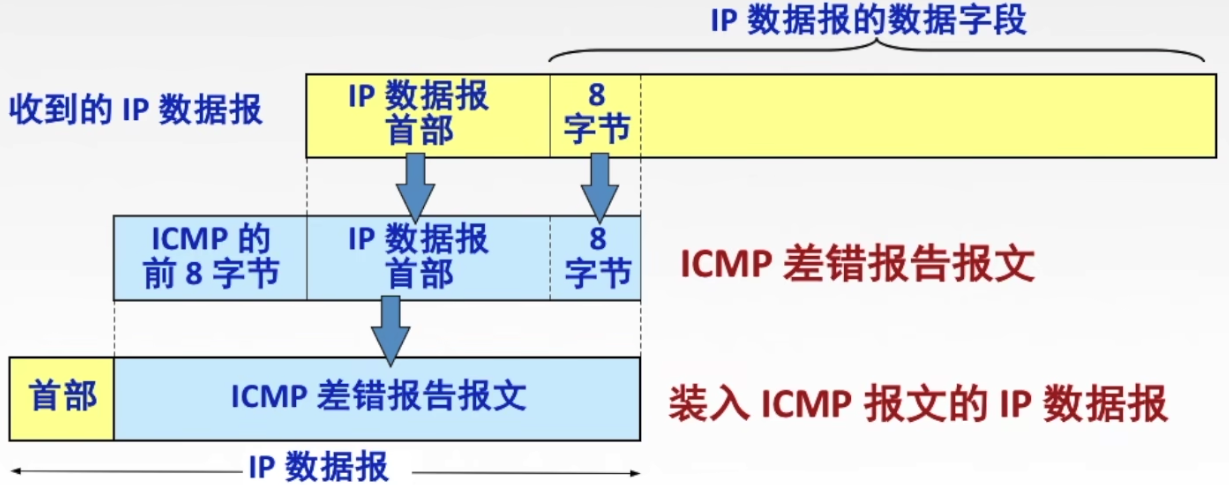 IP 数据报的数据字段
收到的 IP 数据报
IP 数据报
首部
8
字节
ICMP 的
前 8 字节
IP 数据报
首部
8
字节
ICMP 差错报告报文
首部
ICMP 差错报告报文
装入 ICMP 报文的 IP 数据报
IP 数据报